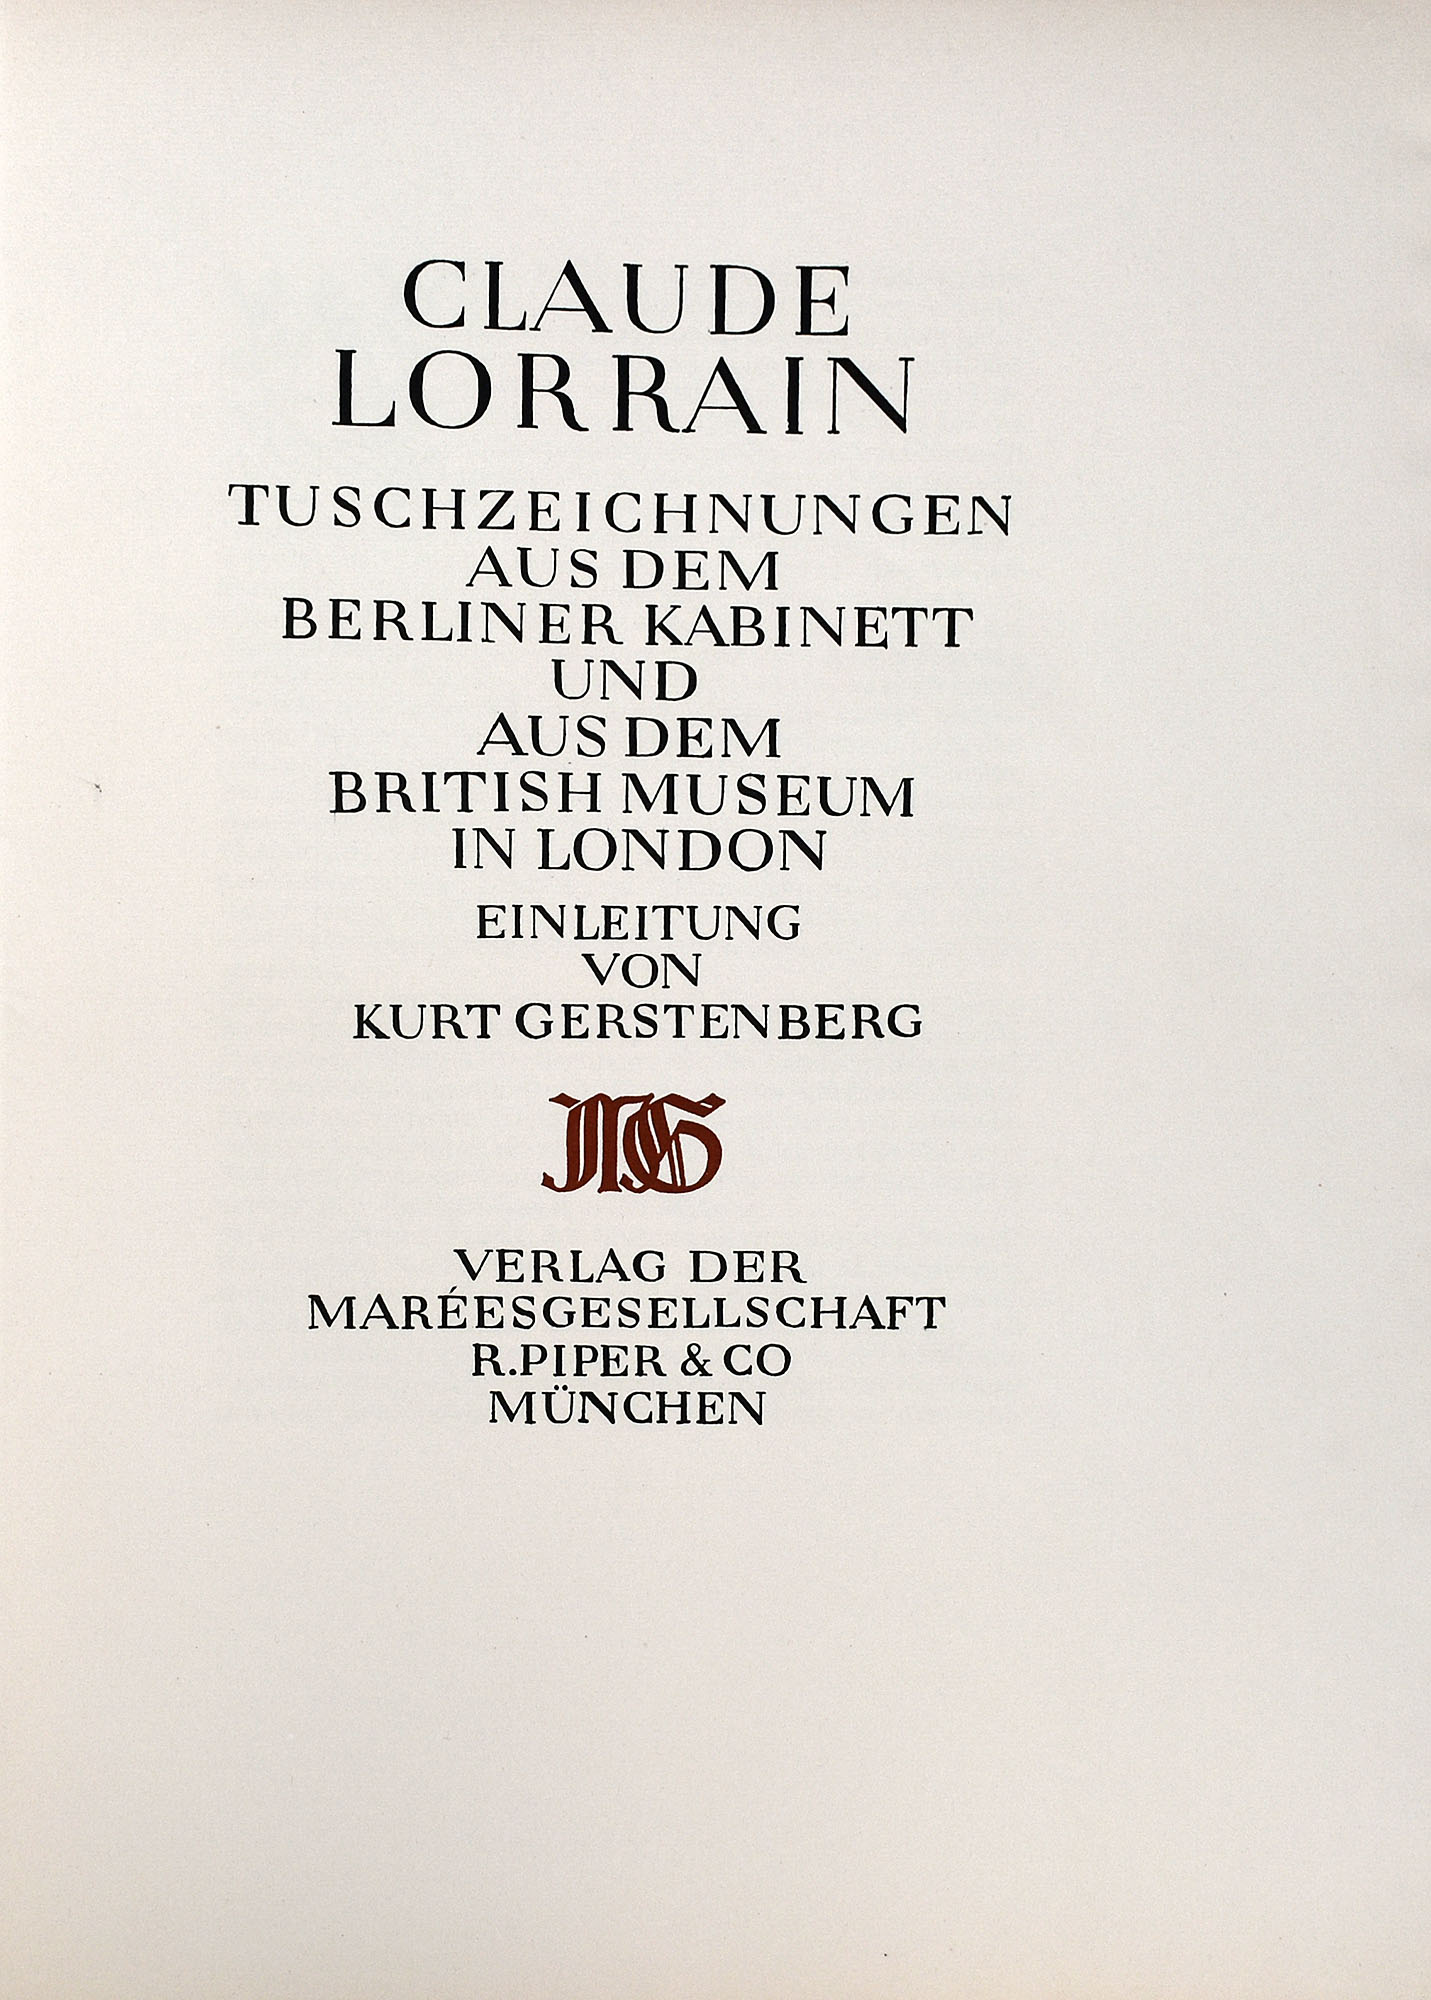 CLAUDE
LORRAIN
TUSCHZEICHNUNGEN
AUS DEM
BERLINER KABINETT
UND
AUS DEM
BRITISH MUSEUM
IN LONDON
EINLEITUNG
VON
KURT GERSTENBERG
MG
VERLAG DER
MARÉESGESELLSCHAFT
R.PIPER & CO
MÜNCHEN